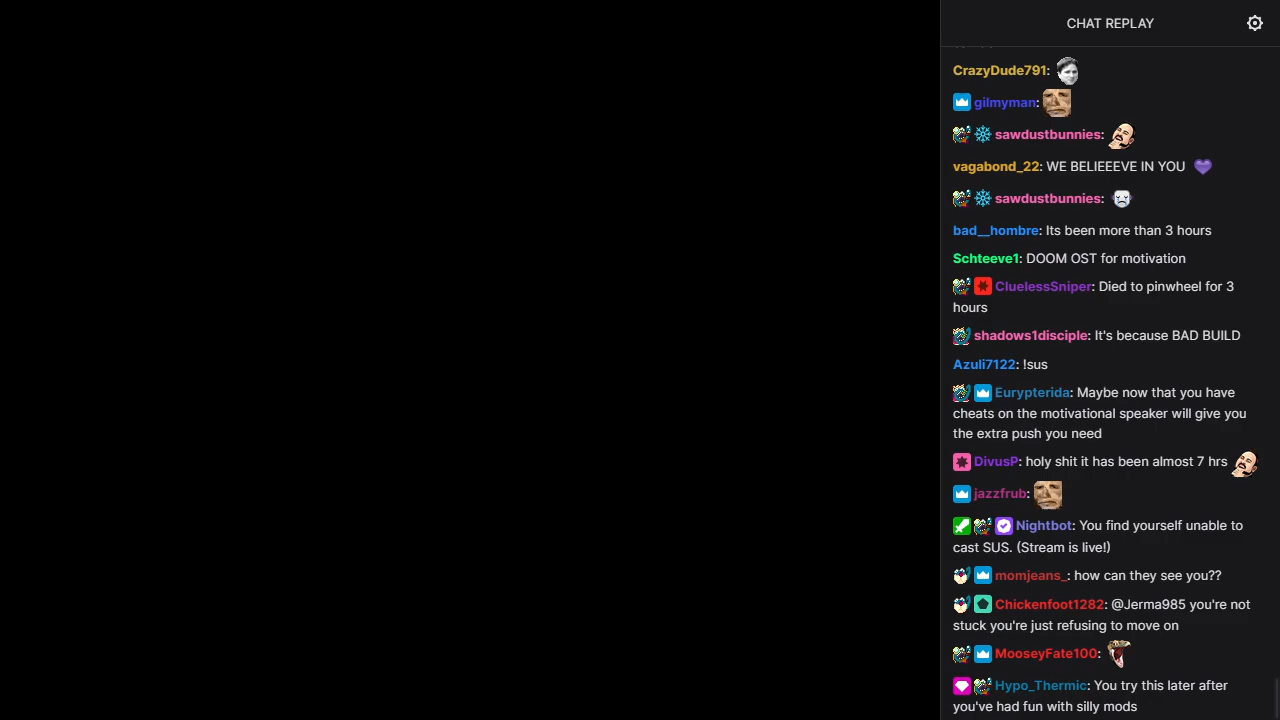 CHAT REPLAY
CrazyDude791:
gilmyman:
sawdustbunnies:
vagabond_22: WE BELIEEEVE IN YOU
sawdustbunnies:
bad__hombre: Its been more than 3 hours
Schteeve1: DOOM OST for motivation
CluelessSniper: Died to pinwheel for 3
hours
shadows1disciple: It's because BAD BUILD
Azuli7122: !sus
Eurypterida: Maybe now that you have
cheats on the motivational speaker will give you
the extra push you need
DivusP: holy shit it has been almost 7 hrs
jazzfrub:
Nightbot: You find yourself unable to
cast SUS. (Stream is live!)
momjeans_: how can they see you??
Chickenfoot1282: @Jerma985 you're not
stuck you're just refusing to move on
MooseyFate100:
Hypo_Thermic: You try this later after
you've had fun with silly mods